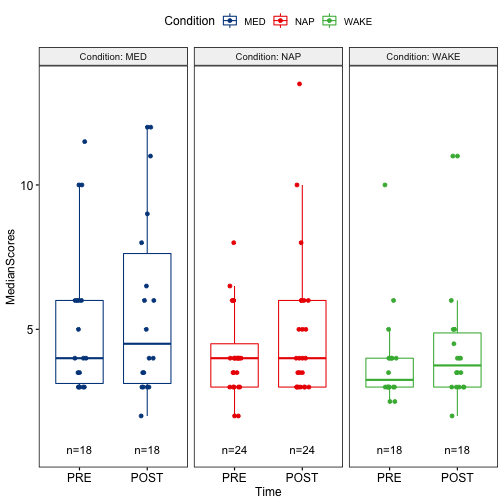 Condition MED NAP WAKE
Condition: MED Condition: NAP Condition: WAKE
MedianScores
10
5
n=18 n=18 n=24 n=24 n=18 n=18
PRE POST PRE POST PRE POST
Time